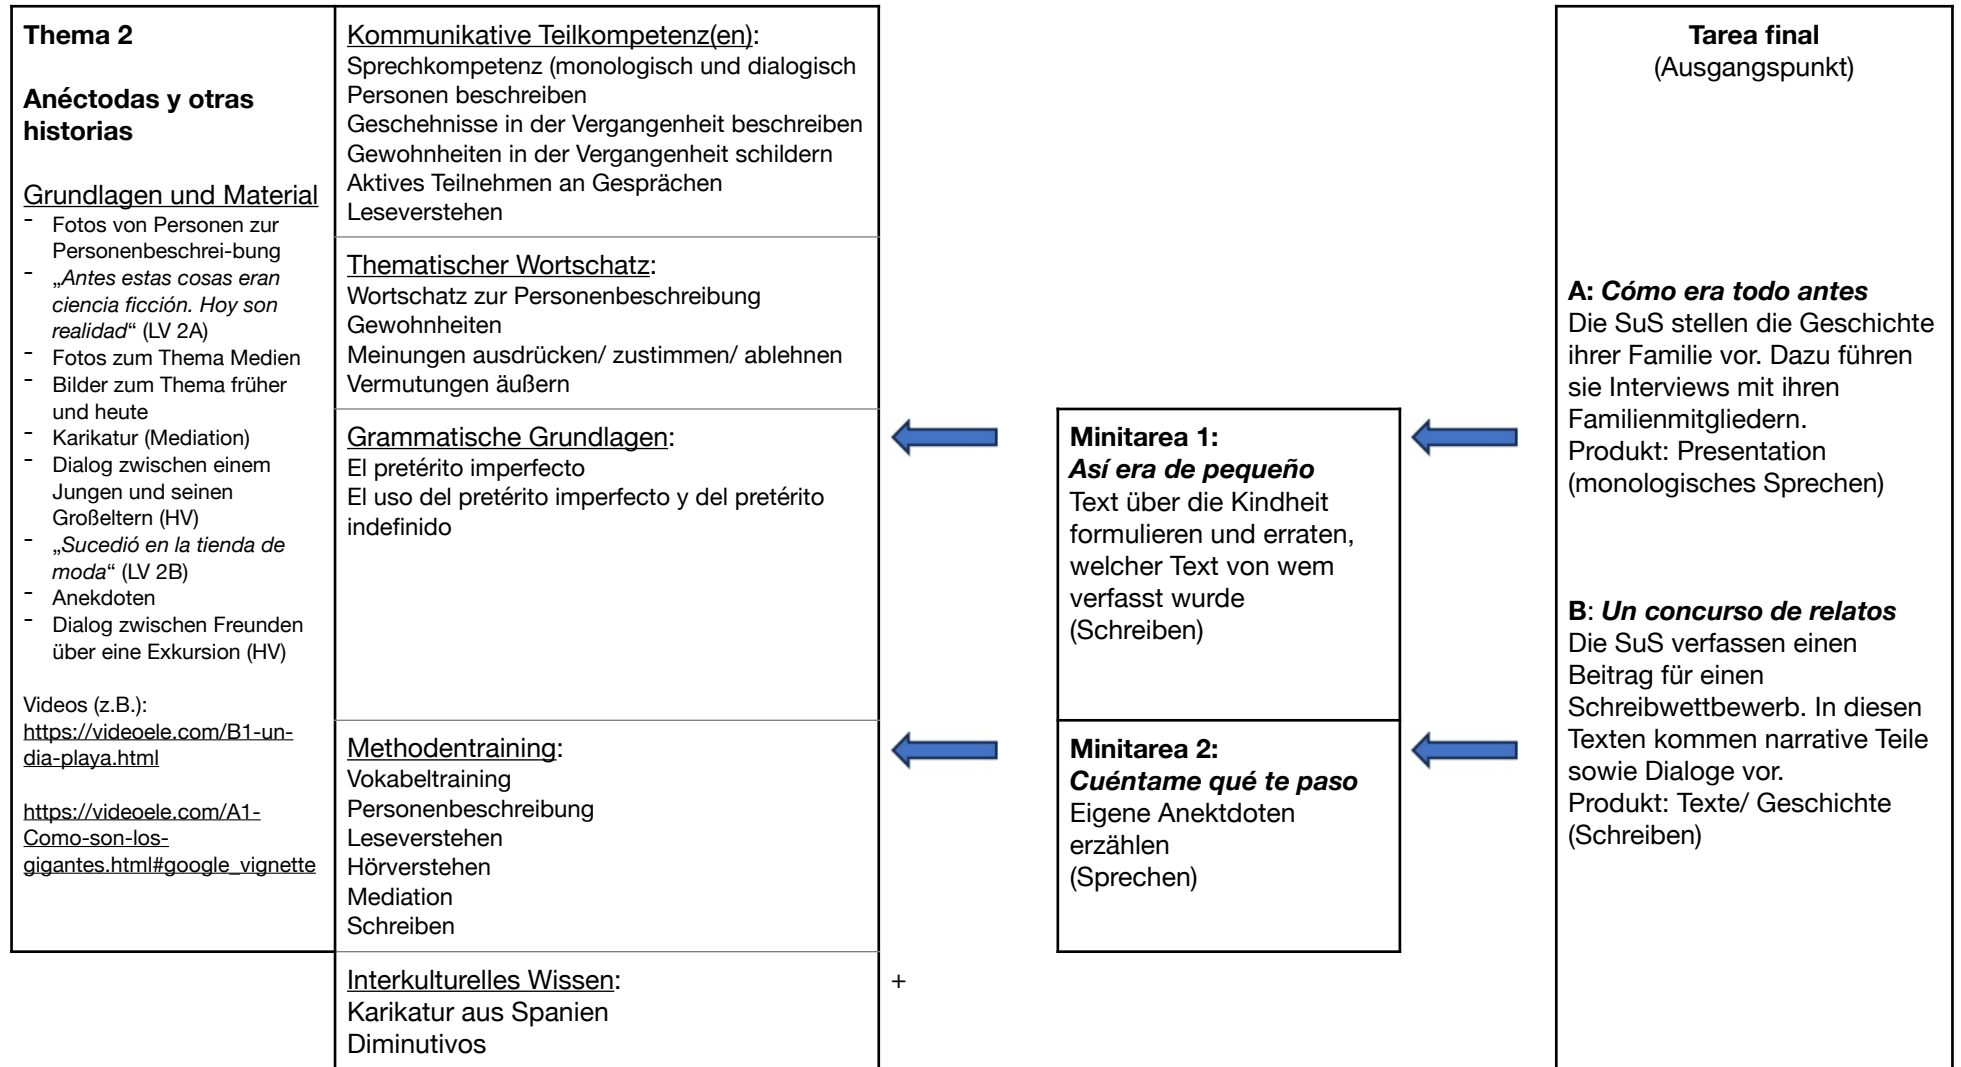 Thema 2
Anéctodas y otras
historias
Grundlagen und Material
- Fotos von Personen zur
Personenbeschrei-bung
- „Antes estas cosas eran
ciencia ficción. Hoy son
realidad“ (LV 2A)
- Fotos zum Thema Medien
- Bilder zum Thema früher
und heute
- Karikatur (Mediation)
- Dialog zwischen einem
Jungen und seinen
Großeltern (HV)
- „Sucedió en la tienda de
moda“ (LV 2B)
- Anekdoten
- Dialog zwischen Freunden
über eine Exkursion (HV)
Videos (z.B.):
https://videoele.com/B1-un-
dia-playa.html
https://videoele.com/A1-
Como-son-los-
gigantes.html#google_vignette
Kommunikative Teilkompetenz(en):
Sprechkompetenz (monologisch und dialogisch
Personen beschreiben
Geschehnisse in der Vergangenheit beschreiben
Gewohnheiten in der Vergangenheit schildern
Aktives Teilnehmen an Gesprächen
Leseverstehen
Thematischer Wortschatz:
Wortschatz zur Personenbeschreibung
Gewohnheiten
Meinungen ausdrücken/ zustimmen/ ablehnen
Vermutungen äußern
Grammatische Grundlagen:
El pretérito imperfecto
El uso del pretérito imperfecto y del pretérito
indefinido
Methodentraining:
Vokabeltraining
Personenbeschreibung
Leseverstehen
Hörverstehen
Mediation
Schreiben
Interkulturelles Wissen:
Karikatur aus Spanien
Diminutivos
+
Minitarea 1:
Así era de pequeño
Text über die Kindheit
formulieren und erraten,
welcher Text von wem
verfasst wurde
(Schreiben)
Minitarea 2:
Cuéntame qué te paso
Eigene Anektdoten
erzählen
(Sprechen)
Tarea final
(Ausgangspunkt)
A: Cómo era todo antes
Die SuS stellen die Geschichte
ihrer Familie vor. Dazu führen
sie Interviews mit ihren
Familienmitgliedern.
Produkt: Presentation
(monologisches Sprechen)
B: Un concurso de relatos
Die SuS verfassen einen
Beitrag für einen
Schreibwettbewerb. In diesen
Texten kommen narrative Teile
sowie Dialoge vor.
Produkt: Texte/ Geschichte
(Schreiben)